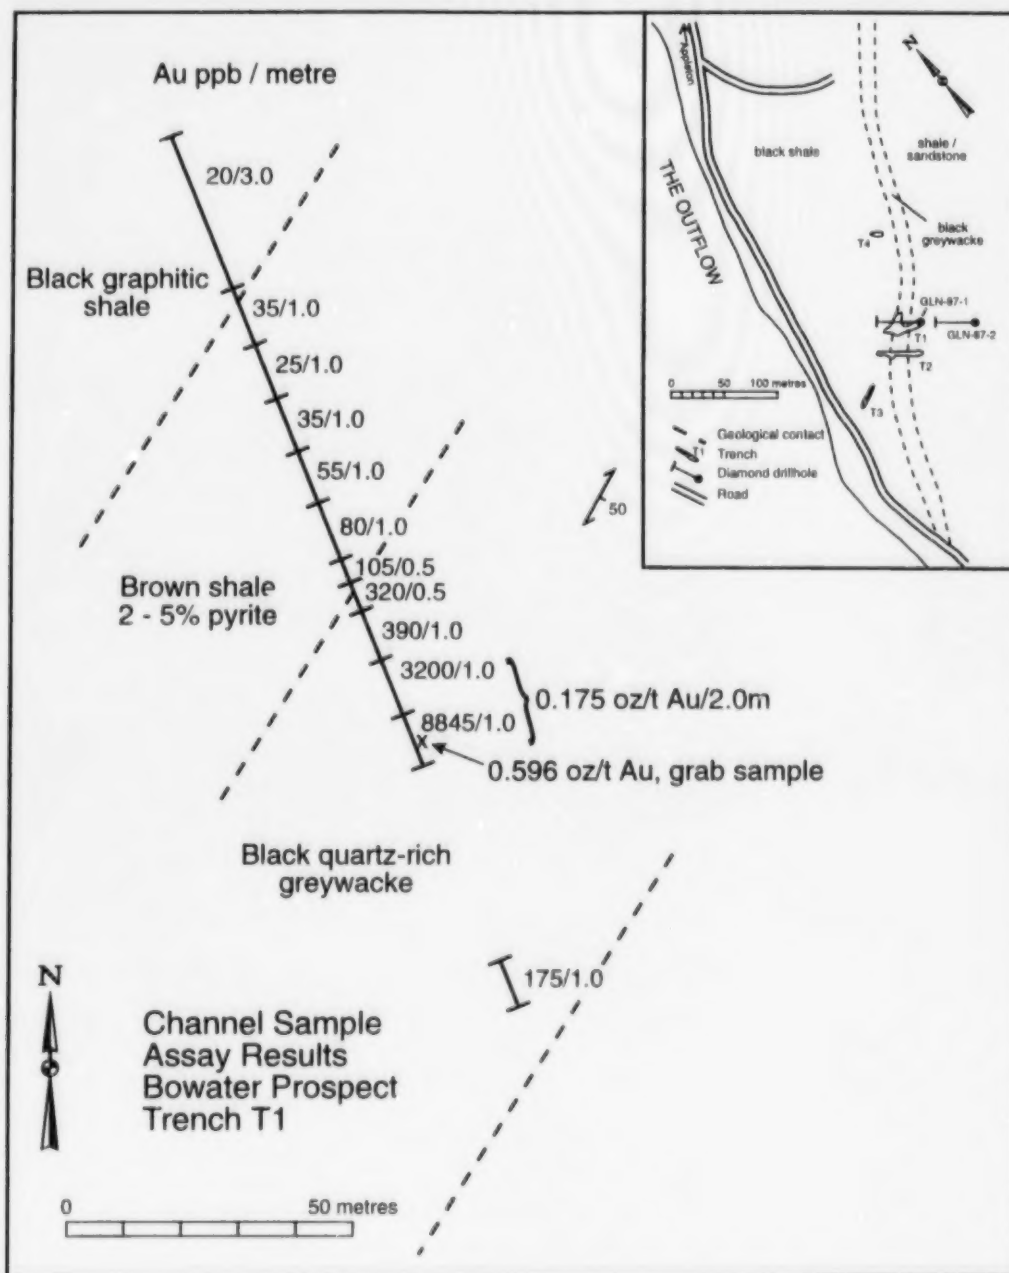 Au ppb / metre
20/3.0
Black graphitic
shale
35/1.0
25/1.0
35/1.0
55/1.0
80/1.0
105/0.5
Brown shale
2 - 5% pyrite
320/0.5
390/1.0
3200/1.0
8845/1.0
x
0.175 oz/t Au/2.0m
0.596 oz/t Au, grab sample
50
Black quartz-rich
greywacke
175/1.0
N
Channel Sample
Assay Results
Bowater Prospect
Trench T1
0 50 metres
Appleton
N
black shale
shale /
sandstone
THE OUTFLOW
black
greywacke
T4
GLN-87-1
T1
GLN-87-2
T2
T3
0 50 100 metres
Geological contact
T1
Trench
Diamond drillhole
Road